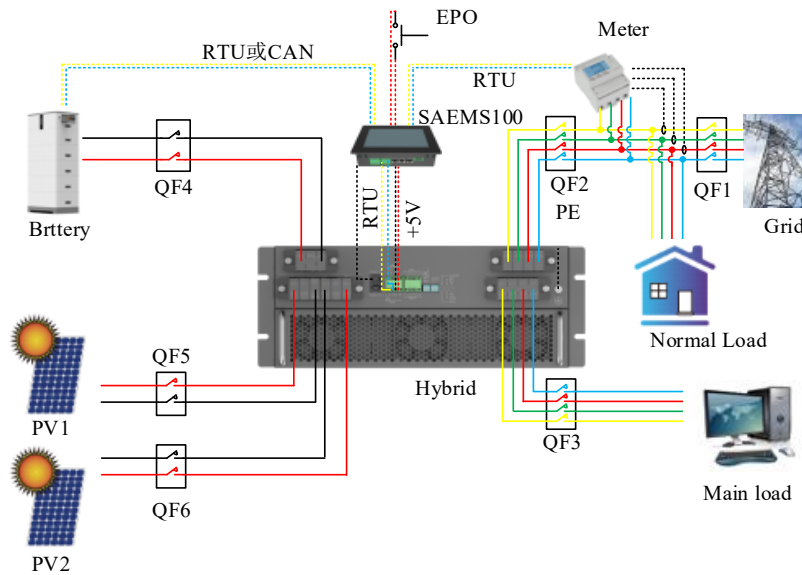 EPO
Meter
RTU或CAN
RTU
SAEMS100
QF4
QF2
QF1
RTU
+5V
PE
Brttery
Grid
Normal Load
QF5
Hybrid
PV1
QF3
QF6
Main load
PV2